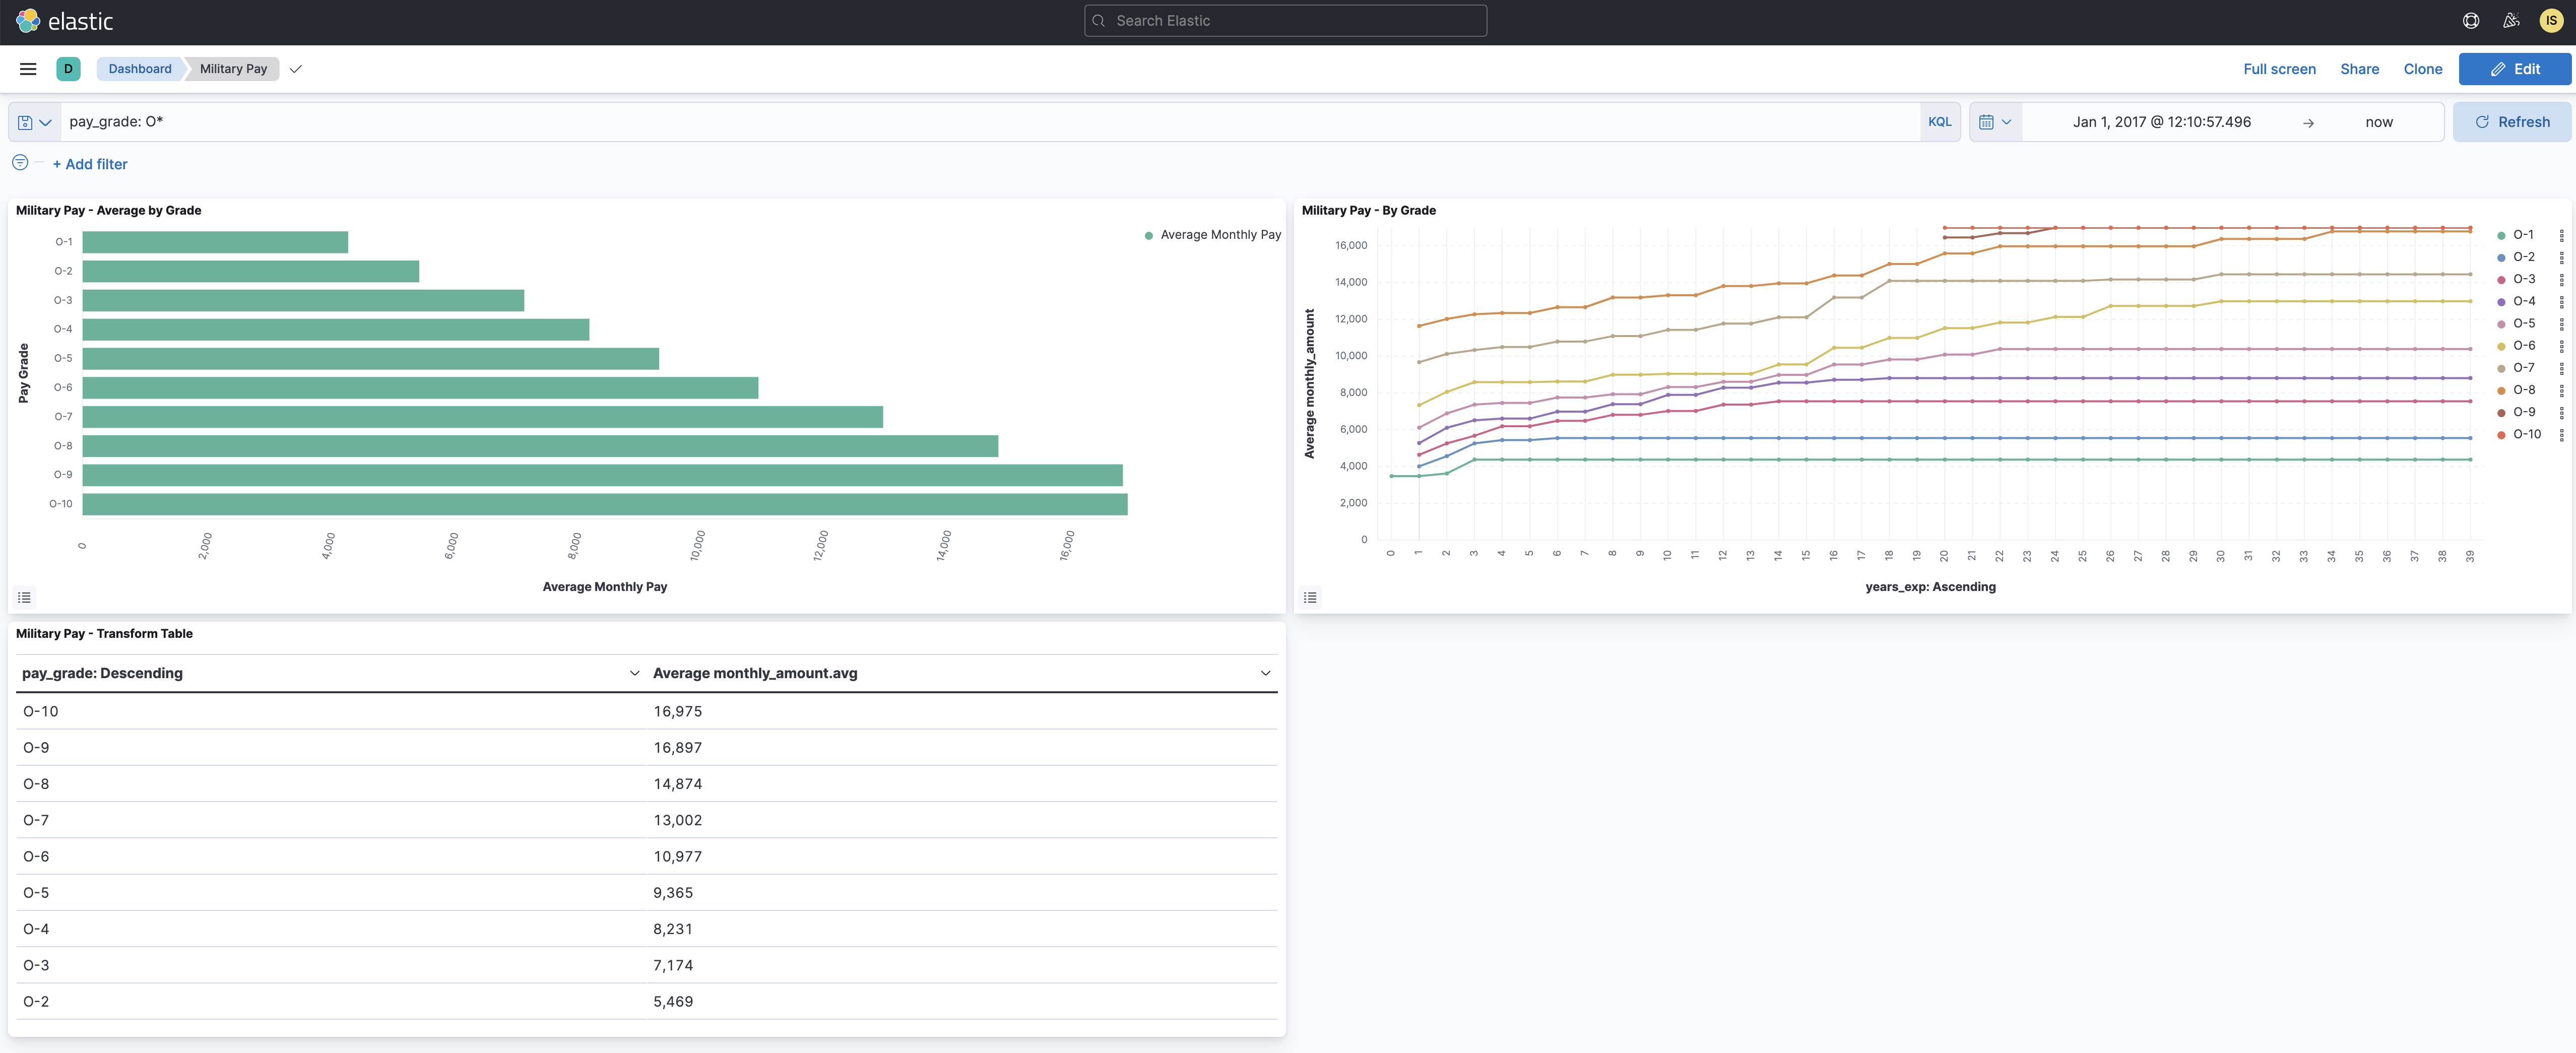 elastic
Search Elastic
IS
D
Dashboard
Military Pay
Full screen
Share
Clone
Edit
pay_grade: O*
KQL
Jan 1, 2017 @ 12:10:57.496
→
now
Refresh
+ Add filter
Military Pay - Average by Grade
Pay Grade
O-1
O-2
O-3
O-4
O-5
O-6
O-7
O-8
O-9
O-10
0
2,000
4,000
6,000
8,000
10,000
12,000
14,000
16,000
Average Monthly Pay
Average Monthly Pay
Military Pay - By Grade
Average monthly_amount
16,000
14,000
12,000
10,000
8,000
6,000
4,000
2,000
0
0
1
2
3
4
5
6
7
8
9
10
11
12
13
14
15
16
17
18
19
20
21
22
23
24
25
26
27
28
29
30
31
32
33
34
35
36
37
38
39
years_exp: Ascending
O-1
O-2
O-3
O-4
O-5
O-6
O-7
O-8
O-9
O-10
Military Pay - Transform Table
pay_grade: Descending Average monthly_amount.avg
O-10 16,975
O-9 16,897
O-8 14,874
O-7 13,002
O-6 10,977
O-5 9,365
O-4 8,231
O-3 7,174
O-2 5,469